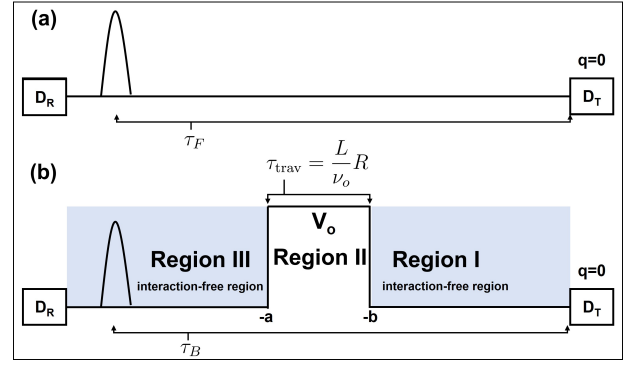 (a)
q=0
D_R
D_T
τ_F
τ_trav = L/ν_o R
(b)
V_o
Region III
Region II
Region I
interaction-free region
interaction-free region
q=0
D_R
D_T
-a
-b
τ_B